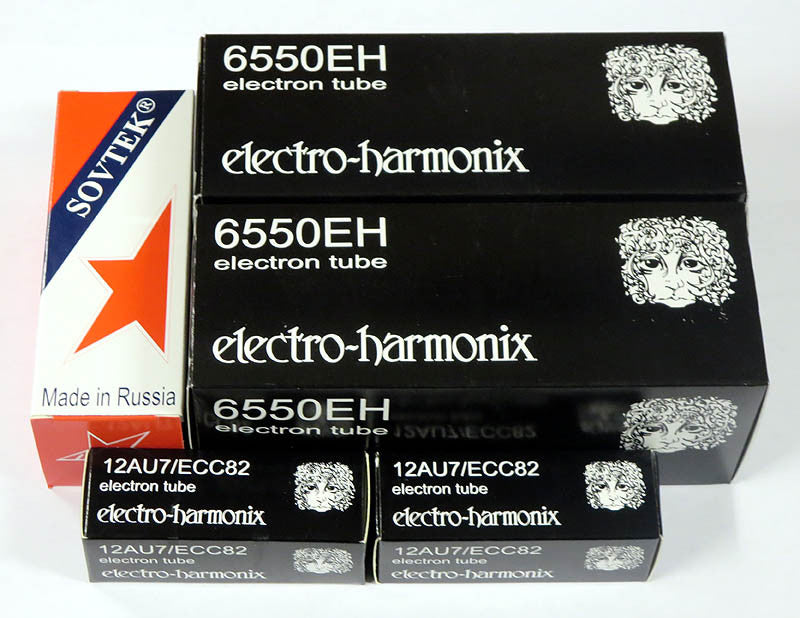 6550EH
electron tube
electro-harmonix
SOVTEK®
Made in Russia
6550EH
electron tube
electro-harmonix
6550EH
electron tube
12AU7/ECC82
electron tube
electro-harmonix
12AU7/ECC82
electron tube
electro-harmonix
12AU7/ECC82
electron tube
electro-harmonix
12AU7/ECC82
electron tube
electro-harmonix